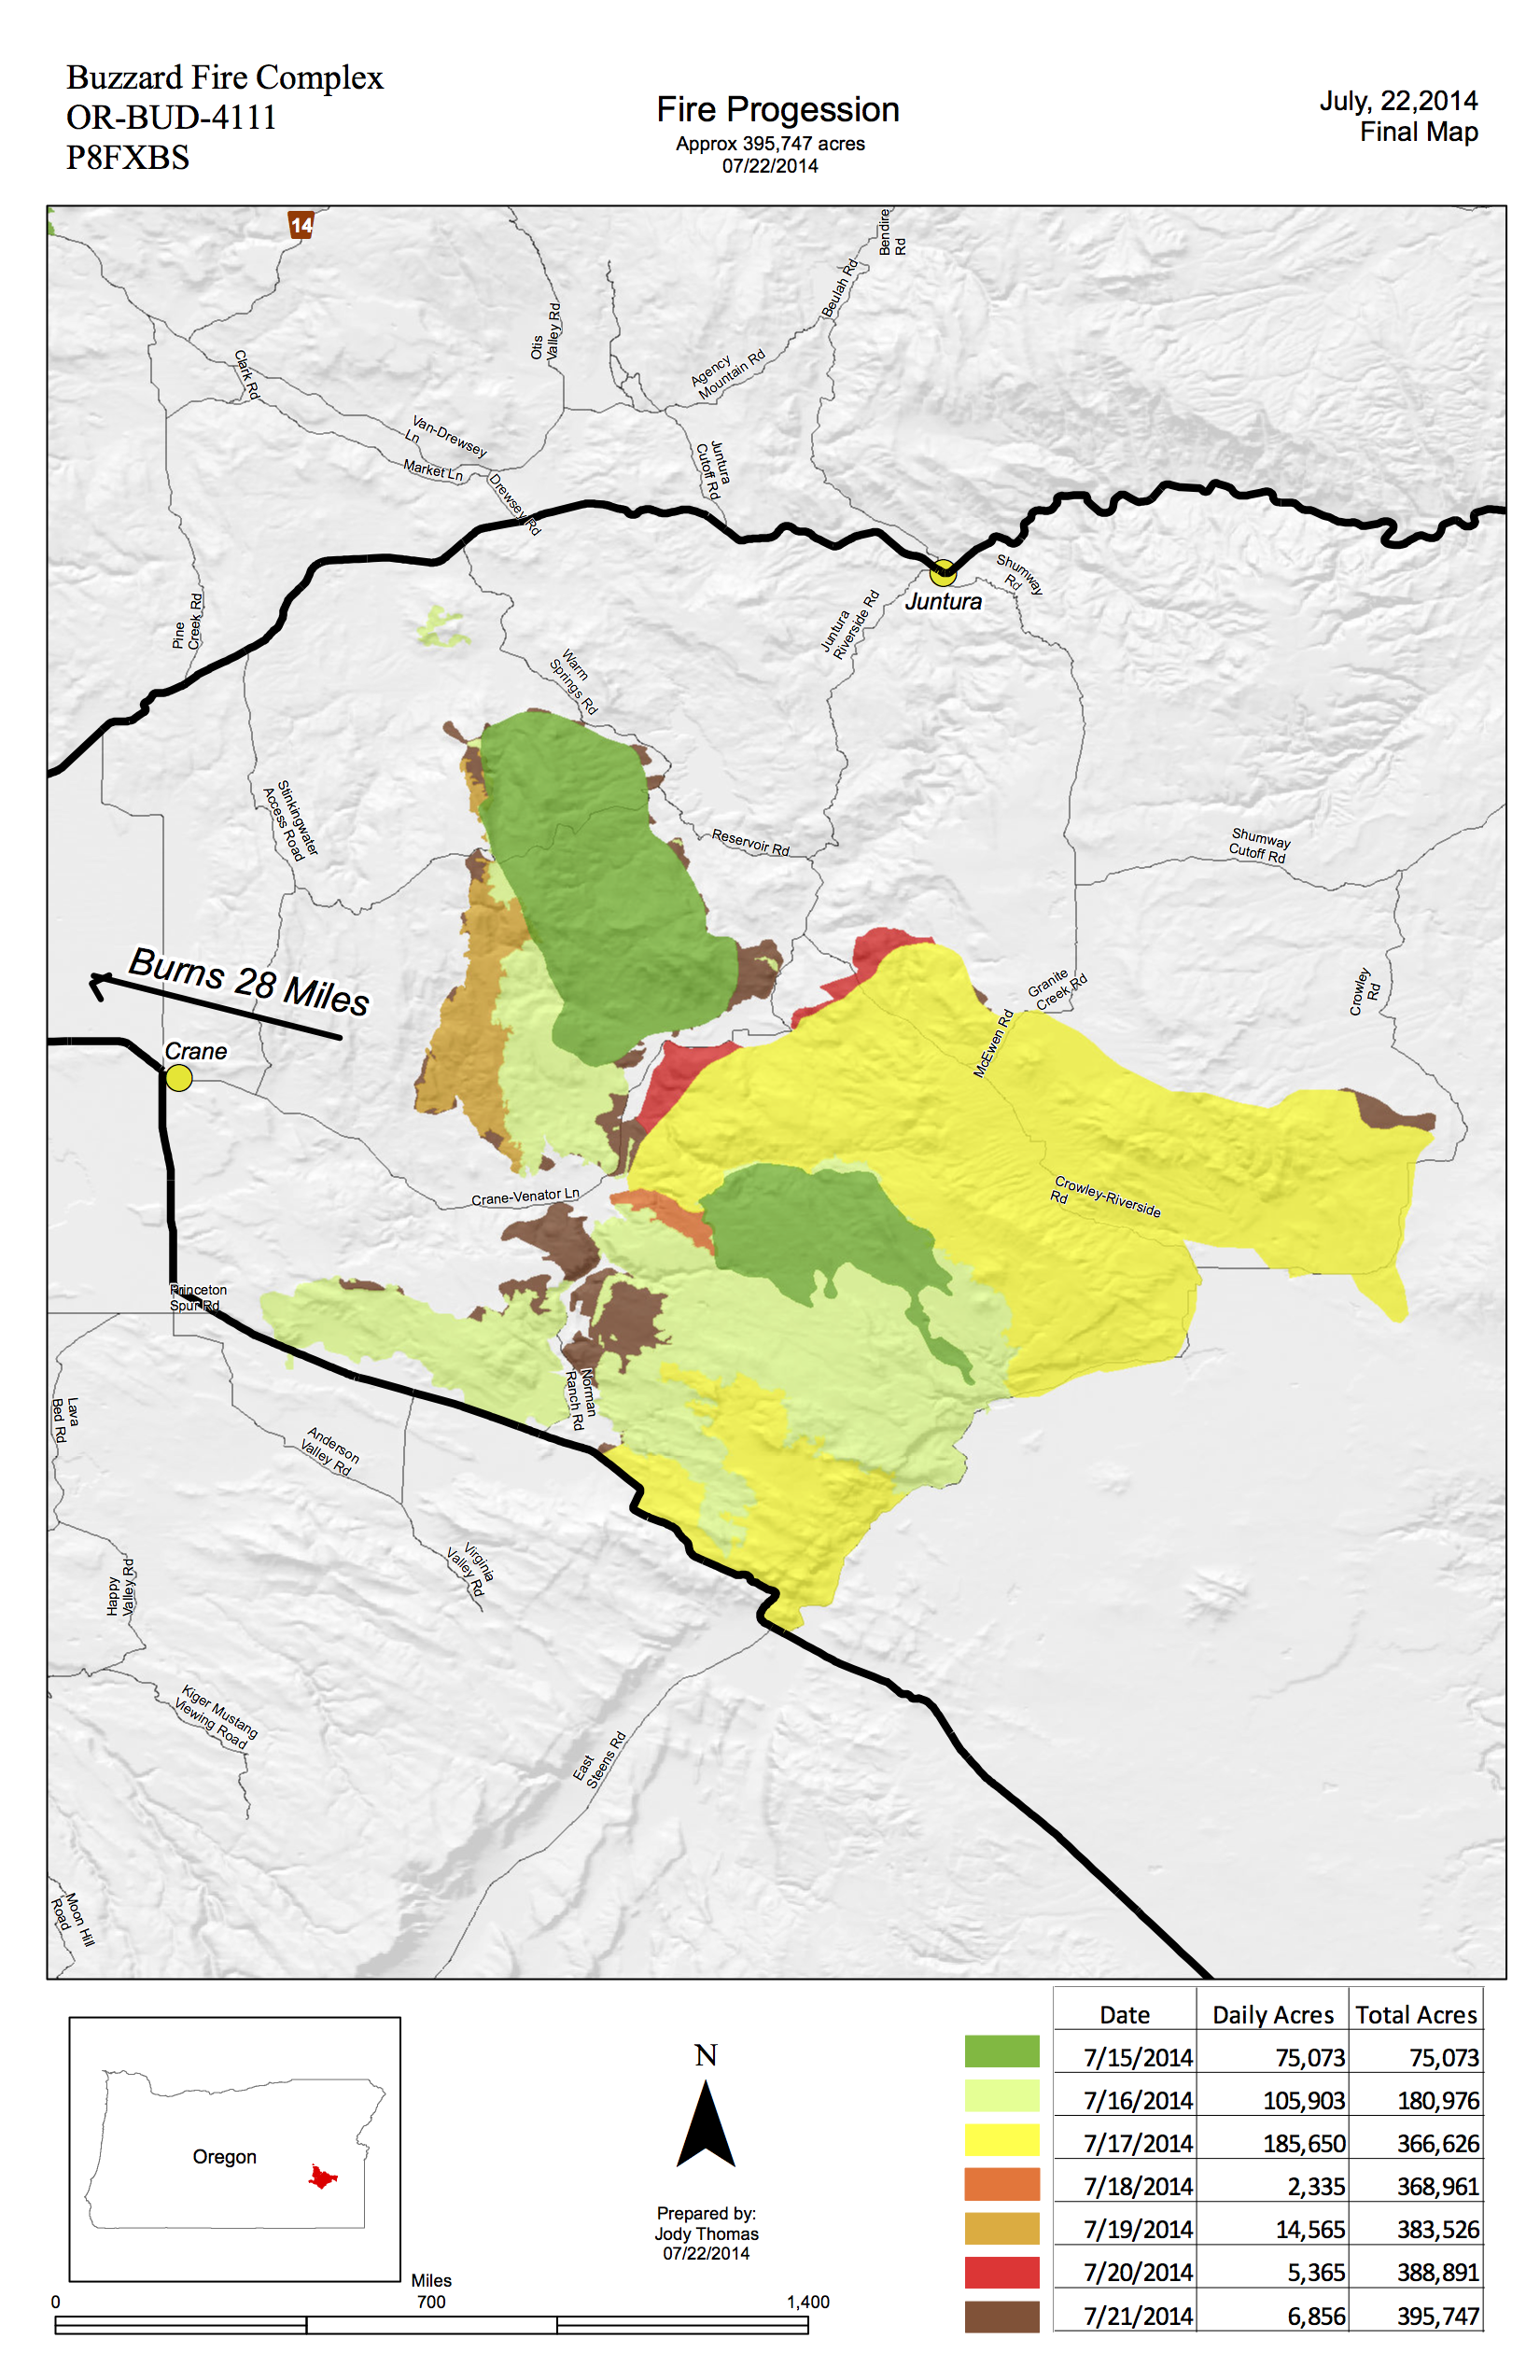 Buzzard Fire Complex
OR-BUD-4111
P8FXBS
Fire Progession
Approx 395,747 acres
07/22/2014
July, 22,2014
Final Map
14
Bendire
Rd
Beulah Rd
Otis
Valley Rd
Agency
Mountain Rd
Clark Rd
Van-Drewsey
Ln
Market Ln
Juntura
Cutoff Rd
Drewsey Rd
Shumway
Rd
Juntura
Pine
Creek Rd
Juntura
Riverside Rd
Warm
Springs Rd
Stinkingwater
Access Road
Reservoir Rd
Shumway
Cutoff Rd
Burns 28 Miles
Granite
Creek Rd
Crowley
Rd
McEwen Rd
Crane
Crane-Venator Ln
Crowley-Riverside
Rd
Princeton
Spur Rd
Norman
Ranch Rd
Lava
Bed Rd
Anderson
Valley Rd
Virginia
Valley Rd
Happy
Valley Rd
Kiger Mustang
Viewing Road
East
Steens Rd
Moon Hill
Road
Oregon
N
Prepared by:
Jody Thomas
07/22/2014
Miles
0 700 1,400
Date Daily Acres Total Acres
7/15/2014 75,073 75,073
7/16/2014 105,903 180,976
7/17/2014 185,650 366,626
7/18/2014 2,335 368,961
7/19/2014 14,565 383,526
7/20/2014 5,365 388,891
7/21/2014 6,856 395,747